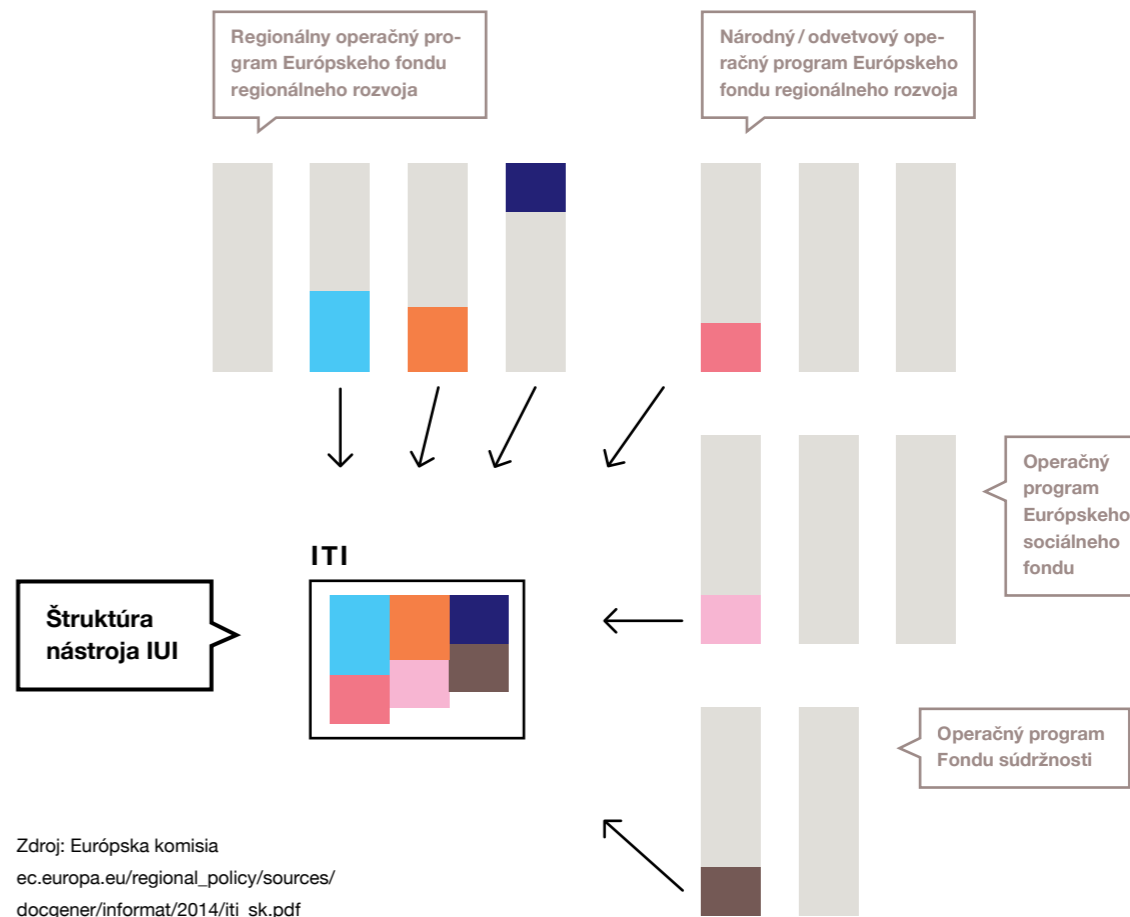 Regionálny operačný pro-
gram Európskeho fondu
regionálneho rozvoja
Národný / odvetvový ope-
račný program Európskeho
fondu regionálneho rozvoja
Operačný
program
Európskeho
sociálneho
fondu
ITI
Štruktúra
nástroja IUI
Operačný program
Fondu súdržnosti
Zdroj: Európska komisia
ec.europa.eu/regional_policy/sources/
docgener/informat/2014/iti_sk.pdf